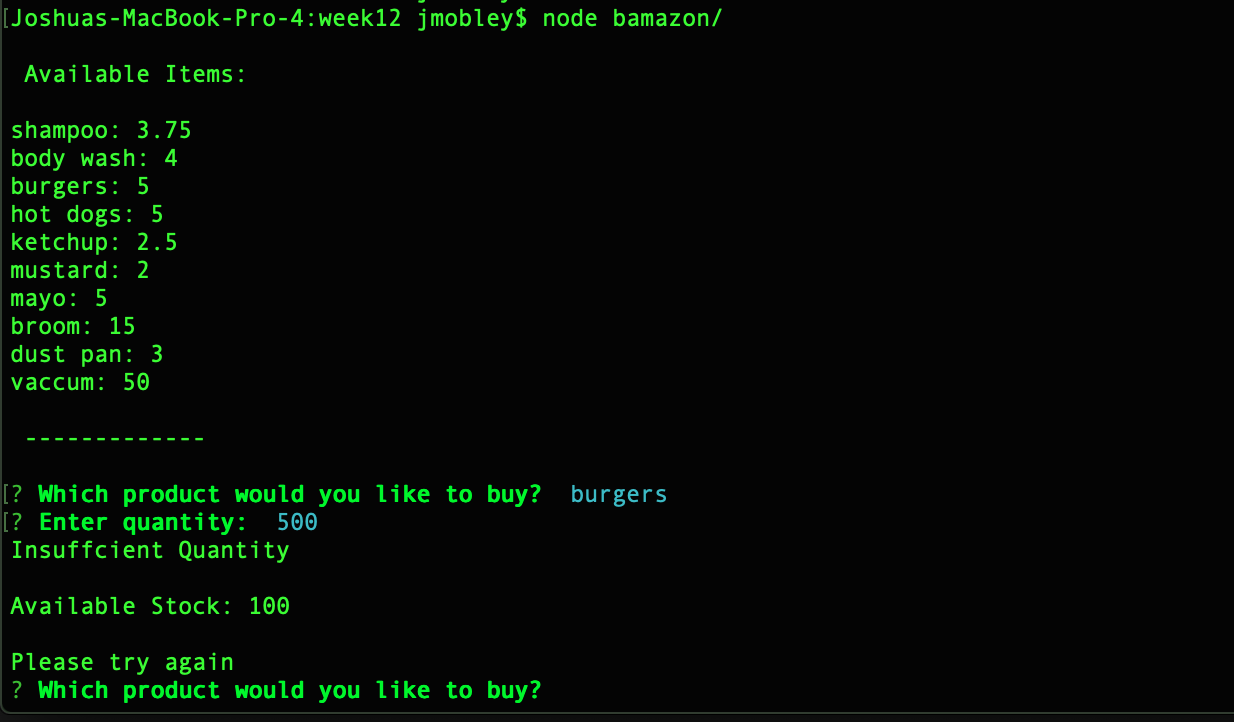 [Joshuas-MacBook-Pro-4:week12 jmobley$ node bamazon/
Available Items:
shampoo: 3.75
body wash: 4
burgers: 5
hot dogs: 5
ketchup: 2.5
mustard: 2
mayo: 5
broom: 15
dust pan: 3
vaccum: 50
-------------
[? Which product would you like to buy?  burgers
[? Enter quantity:  500
Insuffcient Quantity
Available Stock: 100
Please try again
? Which product would you like to buy?